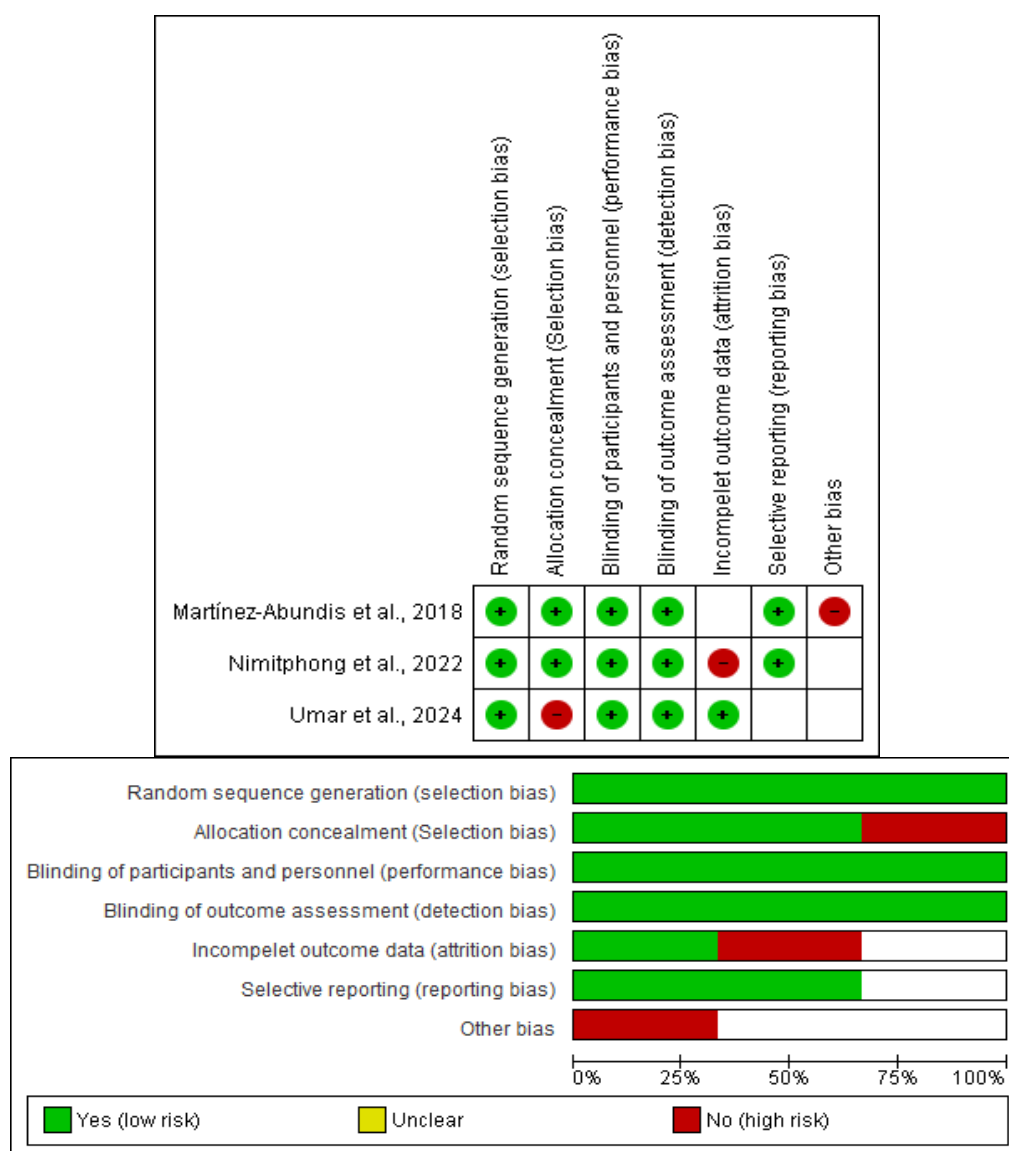 Random sequence generation (selection bias)
Allocation concealment (Selection bias)
Blinding of participants and personnel (performance bias)
Blinding of outcome assessment (detection bias)
Incompelet outcome data (attrition bias)
Selective reporting (reporting bias)
Other bias
Martínez-Abundis et al., 2018 + + + + + -
Nimitphong et al., 2022 + + + + - +
Umar et al., 2024 + - + + +
Random sequence generation (selection bias)
Allocation concealment (Selection bias)
Blinding of participants and personnel (performance bias)
Blinding of outcome assessment (detection bias)
Incompelet outcome data (attrition bias)
Selective reporting (reporting bias)
Other bias
0% 25% 50% 75% 100%
Yes (low risk) Unclear No (high risk)